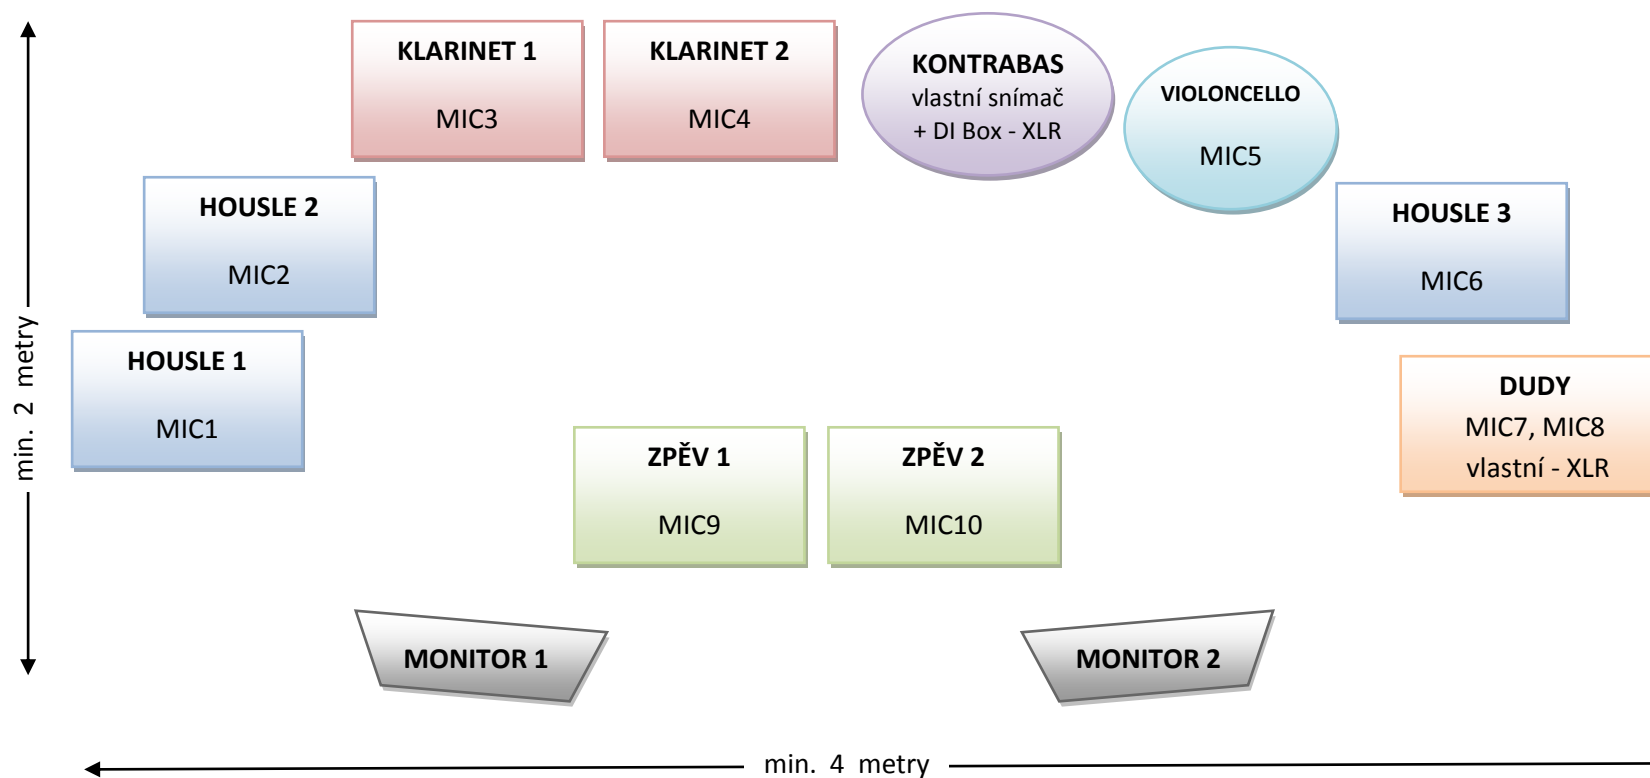 KLARINET 1
MIC3
KLARINET 2
MIC4
KONTRABAS
vlastní snímač
+ DI Box - XLR
VIOLONCELLO
MIC5
HOUSLE 2
MIC2
HOUSLE 3
MIC6
HOUSLE 1
MIC1
DUDY
MIC7, MIC8
vlastní - XLR
ZPĚV 1
MIC9
ZPĚV 2
MIC10
MONITOR 1
MONITOR 2
min. 2 metry
min. 4 metry